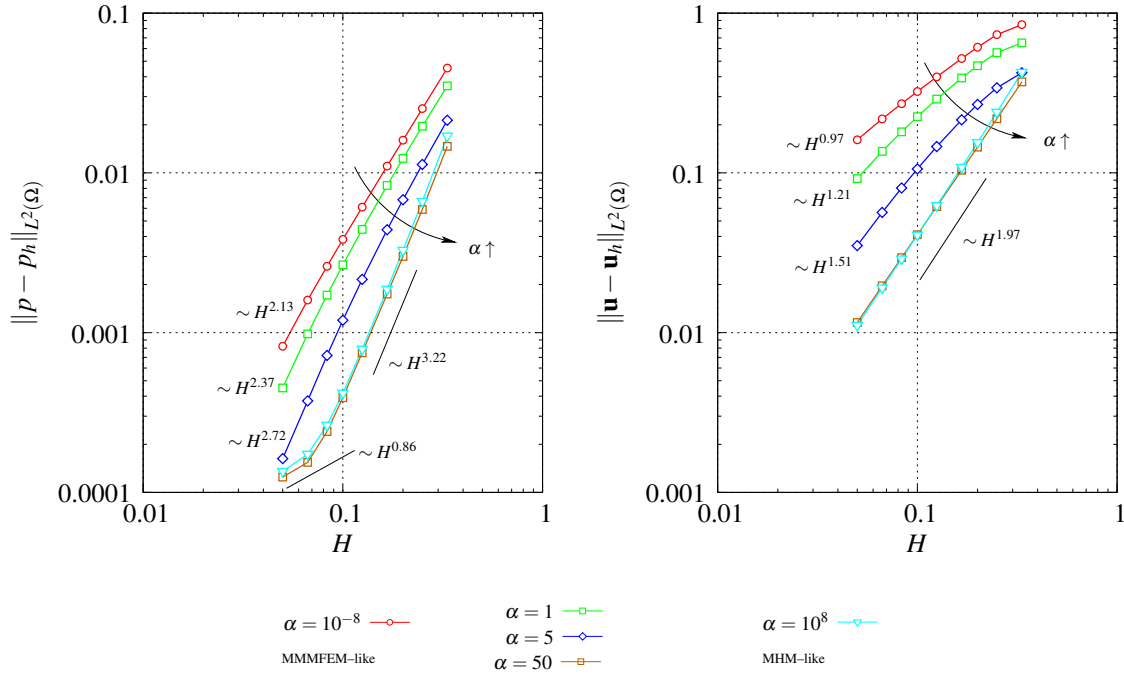 0.1
0.01
0.001
0.0001
0.01
0.1
1
H
||p − p_h||_{L²(Ω)}
α ↑
∼ H^{2.13}
∼ H^{2.37}
∼ H^{2.72}
∼ H^{3.22}
∼ H^{0.86}
1
0.1
0.01
0.001
0.01
0.1
1
H
||𝐮 − 𝐮_h||_{L²(Ω)}
α ↑
∼ H^{0.97}
∼ H^{1.21}
∼ H^{1.51}
∼ H^{1.97}
α = 10^{−8}
MMMFEM–like
α = 1
α = 5
α = 50
α = 10^{8}
MHM–like